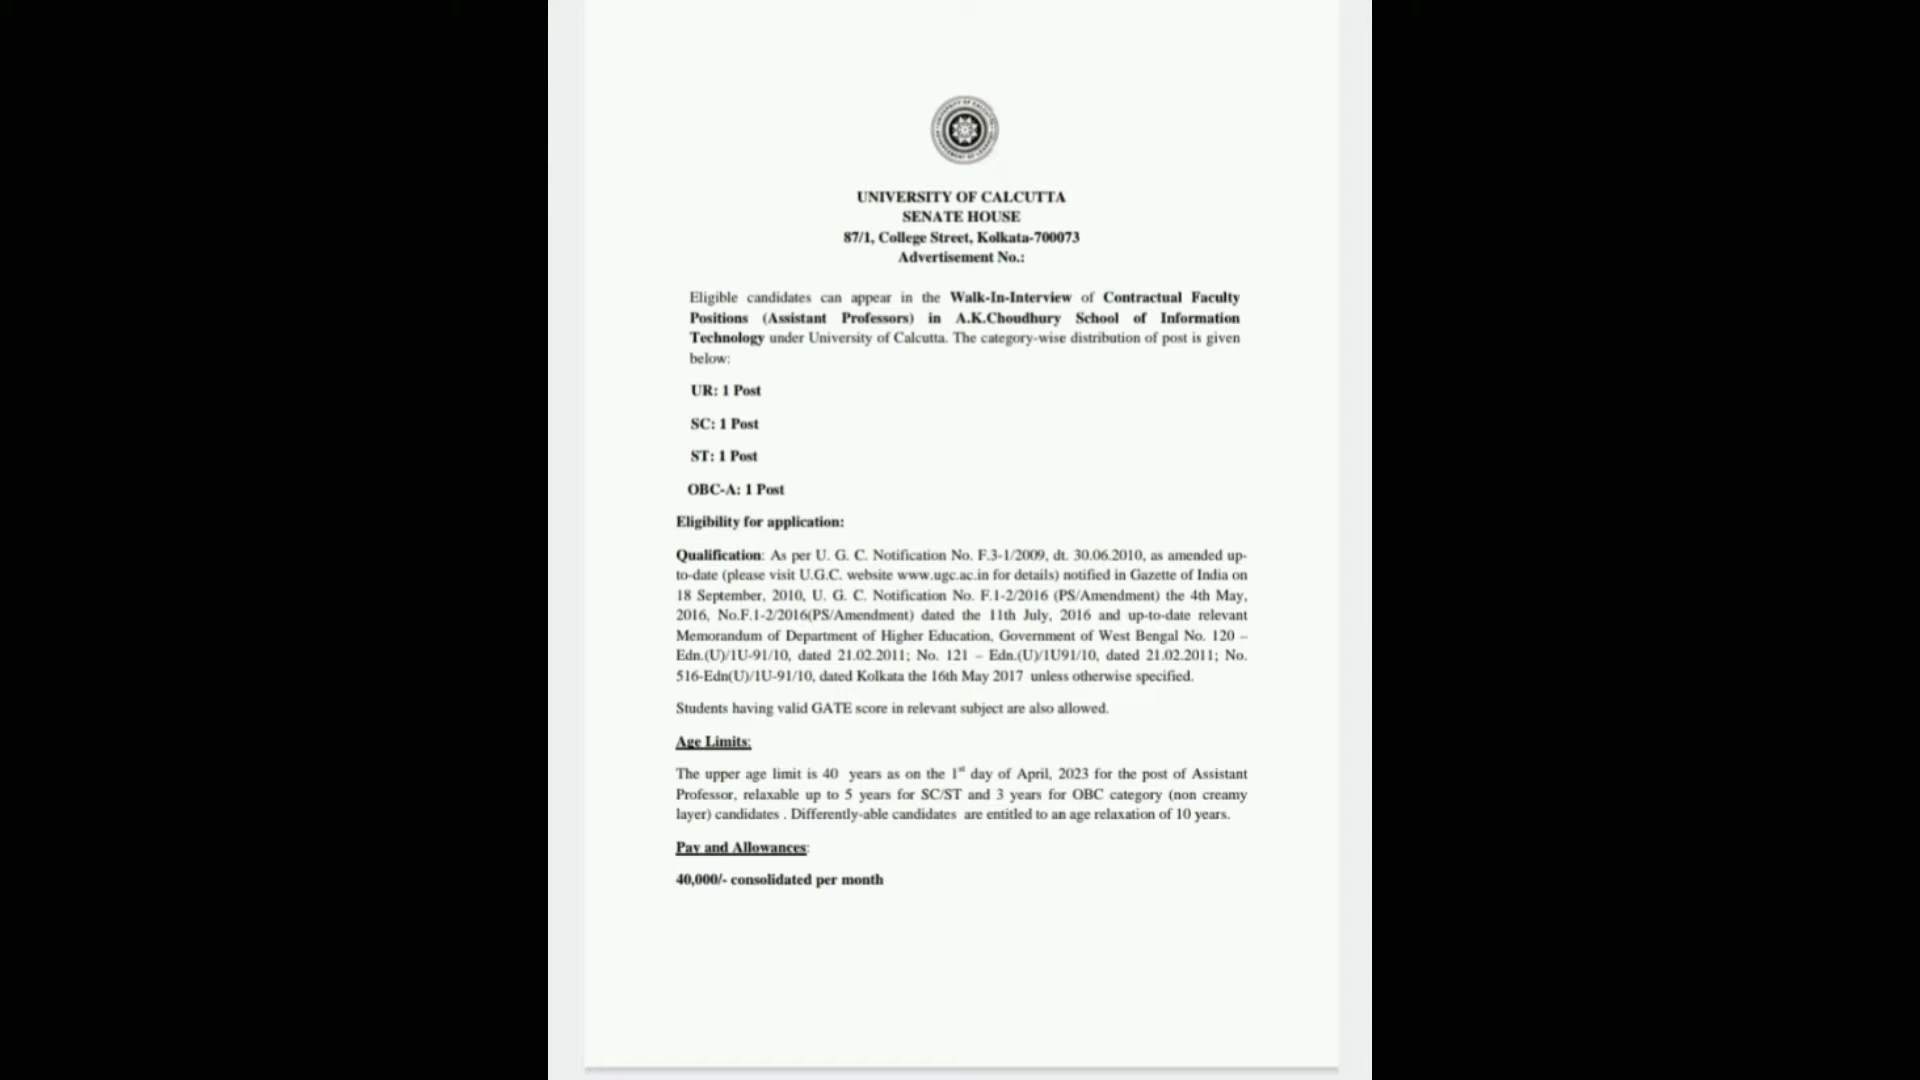 UNIVERSITY OF CALCUTTA
SENATE HOUSE
87/1, College Street, Kolkata-700073
Advertisement No.:
Eligible candidates can appear in the Walk-In-Interview of Contractual Faculty
Positions (Assistant Professors) in A.K.Choudhury School of Information
Technology under University of Calcutta. The category-wise distribution of post is given
below:
UR: 1 Post
SC: 1 Post
ST: 1 Post
OBC-A: 1 Post
Eligibility for application:
Qualification: As per U. G. C. Notification No. F.3-1/2009, dt. 30.06.2010, as amended up-
to-date (please visit U.G.C. website www.ugc.ac.in for details) notified in Gazette of India on
18 September, 2010, U. G. C. Notification No. F.1-2/2016 (PS/Amendment) the 4th May,
2016, No.F.1-2/2016(PS/Amendment) dated the 11th July, 2016 and up-to-date relevant
Memorandum of Department of Higher Education, Government of West Bengal No. 120 –
Edn.(U)/1U-91/10, dated 21.02.2011; No. 121 – Edn.(U)/1U91/10, dated 21.02.2011; No.
516-Edn(U)/1U-91/10, dated Kolkata the 16th May 2017 unless otherwise specified.
Students having valid GATE score in relevant subject are also allowed.
Age Limits:
The upper age limit is 40 years as on the 1st day of April, 2023 for the post of Assistant
Professor, relaxable up to 5 years for SC/ST and 3 years for OBC category (non creamy
layer) candidates . Differently-able candidates are entitled to an age relaxation of 10 years.
Pay and Allowances:
40,000/- consolidated per month